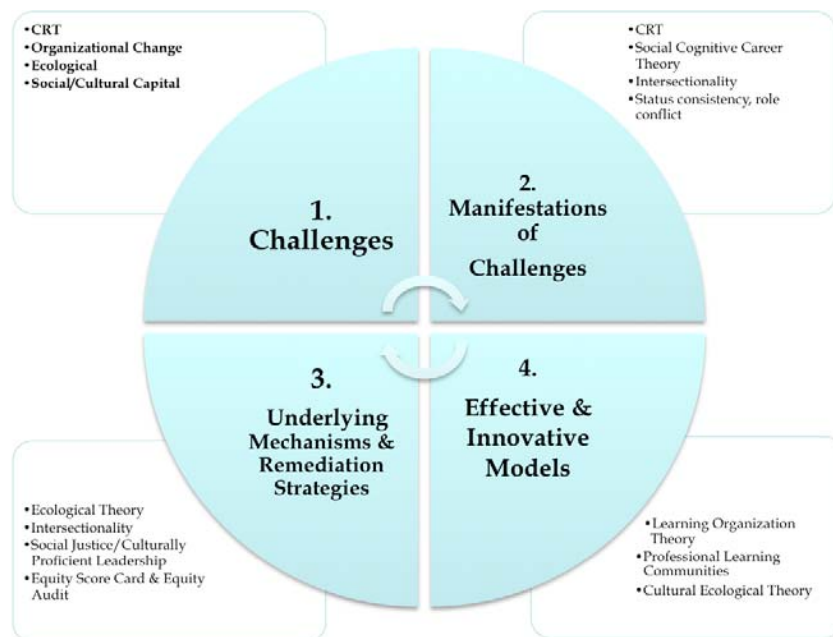 •CRT
•Organizational Change
•Ecological
•Social/Cultural Capital
•CRT
•Social Cognitive Career
Theory
•Intersectionality
•Status consistency, role
conflict
1.
Challenges
2.
Manifestations
of
Challenges
3.
Underlying
Mechanisms &
Remediation
Strategies
4.
Effective &
Innovative
Models
•Ecological Theory
•Intersectionality
•Social Justice/Culturally
Proficient Leadership
•Equity Score Card & Equity
Audit
•Learning Organization
Theory
•Professional Learning
Communities
•Cultural Ecological Theory